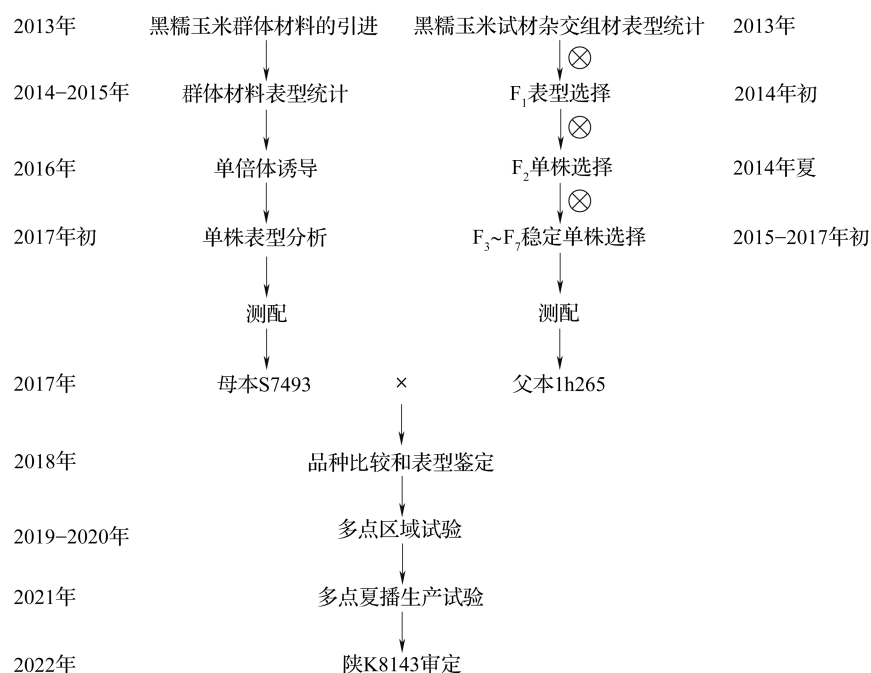 2013年 黑糯玉米群体材料的引进 黑糯玉米试材杂交组材表型统计 2013年
⊗
2014−2015年 群体材料表型统计 F₁表型选择 2014年初
⊗
2016年 单倍体诱导 F₂单株选择 2014年夏
⊗
2017年初 单株表型分析 F₃~F₇稳定单株选择 2015−2017年初
测配 测配
2017年 母本S7493 × 父本1h265
2018年 品种比较和表型鉴定
2019−2020年 多点区域试验
2021年 多点夏播生产试验
2022年 陕K8143审定